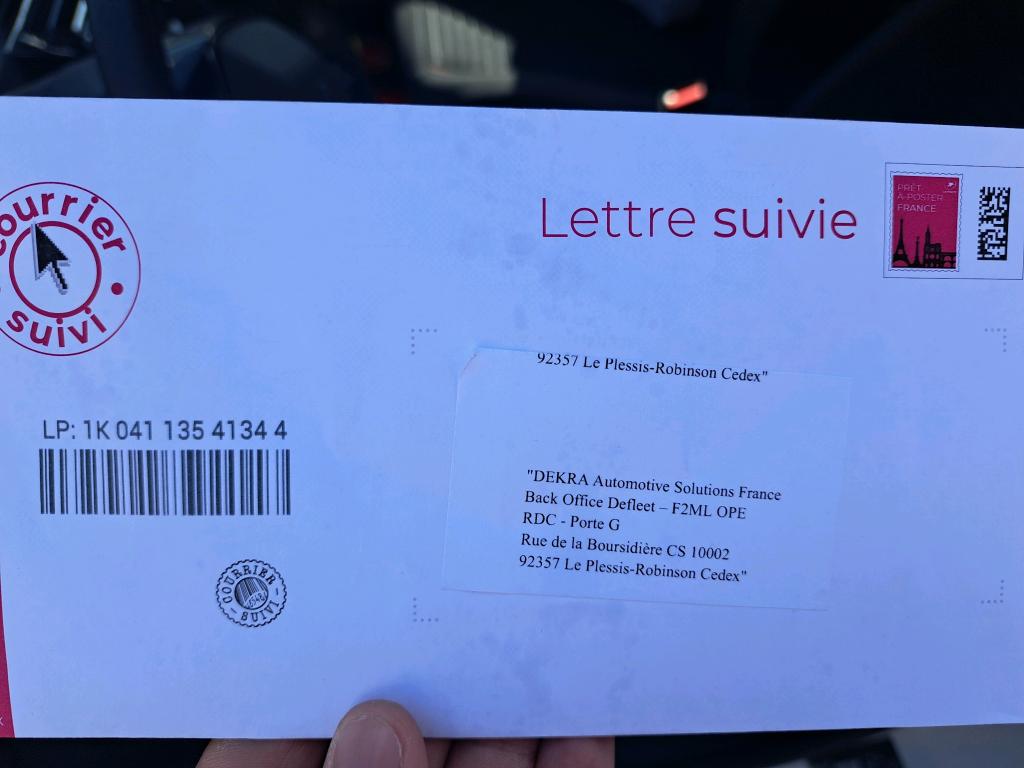 courrier
suivi
Lettre suivie
PRÊT
À-POSTER
FRANCE
92357 Le Plessis-Robinson Cedex"
LP: 1K 041 135 4134 4
"DEKRA Automotive Solutions France
Back Office Defleet – F2ML OPE
RDC - Porte G
Rue de la Boursidière CS 10002
92357 Le Plessis-Robinson Cedex"
COURRIER
SUIVI